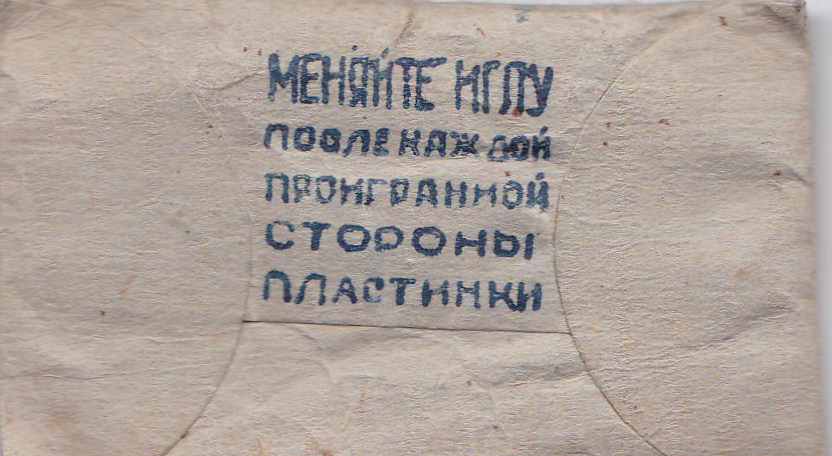 МЕНЯЙТЕ ИГЛУ
ПОСЛЕ КАЖДОЙ
ПРОИГРАННОЙ
СТОРОНЫ
ПЛАСТИНКИ